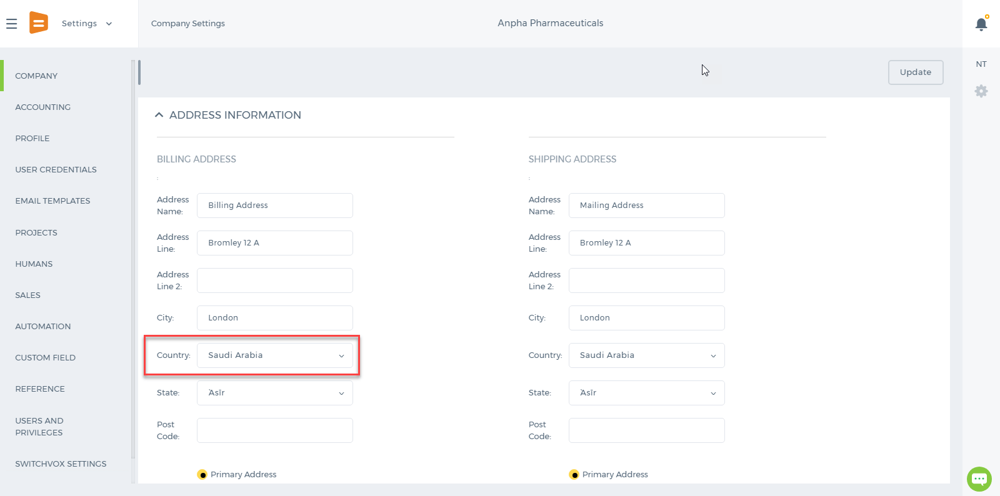 Settings
Company Settings
Anpha Pharmaceuticals
NT
COMPANY
ACCOUNTING
PROFILE
USER CREDENTIALS
EMAIL TEMPLATES
PROJECTS
HUMANS
SALES
AUTOMATION
CUSTOM FIELD
REFERENCE
USERS AND
PRIVILEGES
SWITCHVOX SETTINGS
Update
ADDRESS INFORMATION
BILLING ADDRESS
:
Address
Name:
Billing Address
Address
Line:
Bromley 12 A
Address
Line 2:
City:
London
Country:
Saudi Arabia
State:
`Asīr
Post
Code:
Primary Address
SHIPPING ADDRESS
:
Address
Name:
Mailing Address
Address
Line:
Bromley 12 A
Address
Line 2:
City:
London
Country:
Saudi Arabia
State:
`Asīr
Post
Code:
Primary Address